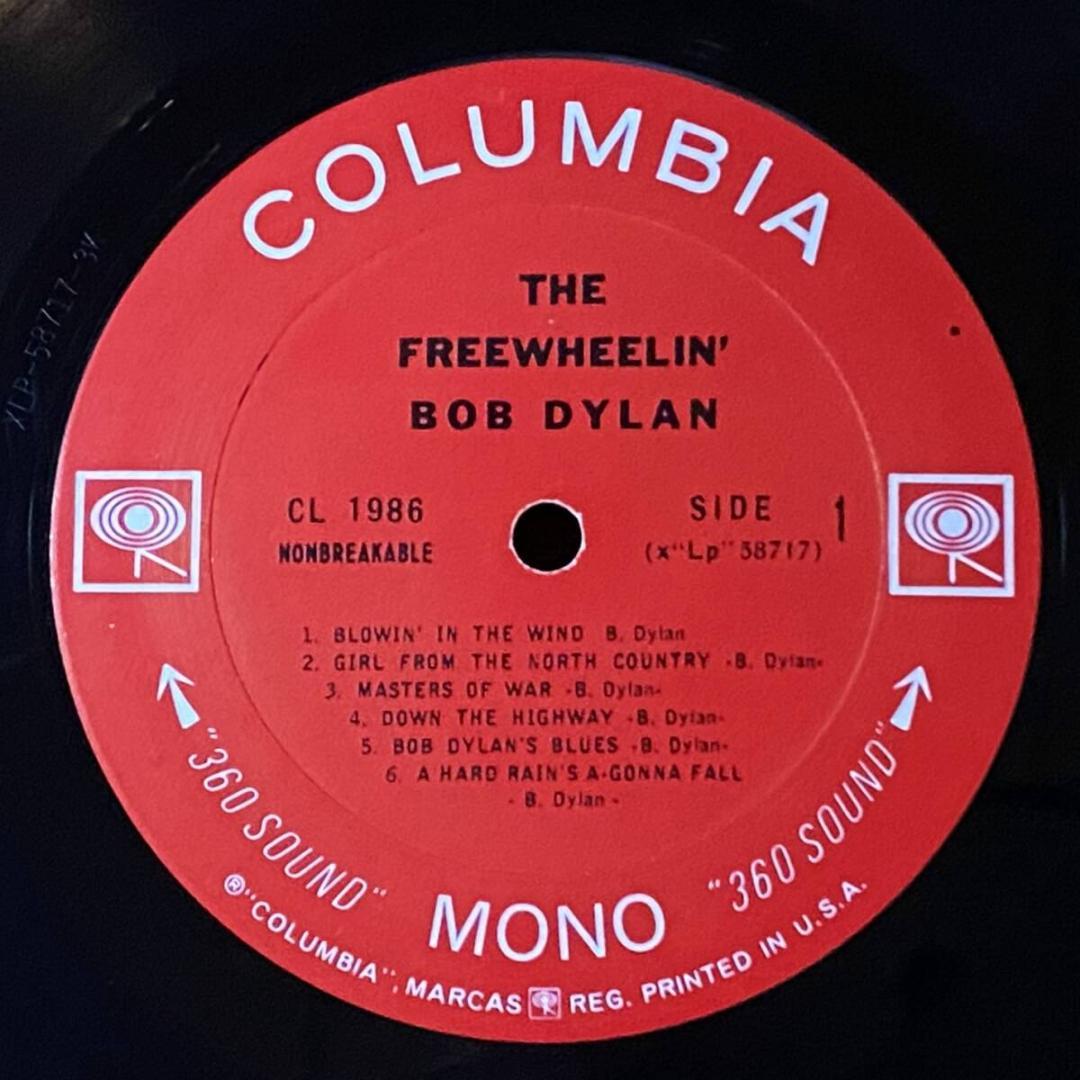 COLUMBIA
THE
FREEWHEELIN'
BOB DYLAN
CL 1986
NONBREAKABLE
SIDE 1
(x"Lp" 58717)
1. BLOWIN' IN THE WIND B. Dylan
2. GIRL FROM THE NORTH COUNTRY -B. Dylan-
3. MASTERS OF WAR -B. Dylan-
4. DOWN THE HIGHWAY -B. Dylan-
5. BOB DYLAN'S BLUES -B. Dylan-
6. A HARD RAIN'S A-GONNA FALL
- B. Dylan -
"360 SOUND"
MONO
"360 SOUND"
®"COLUMBIA", MARCAS REG. PRINTED IN U.S.A.
XLP-58717-3X